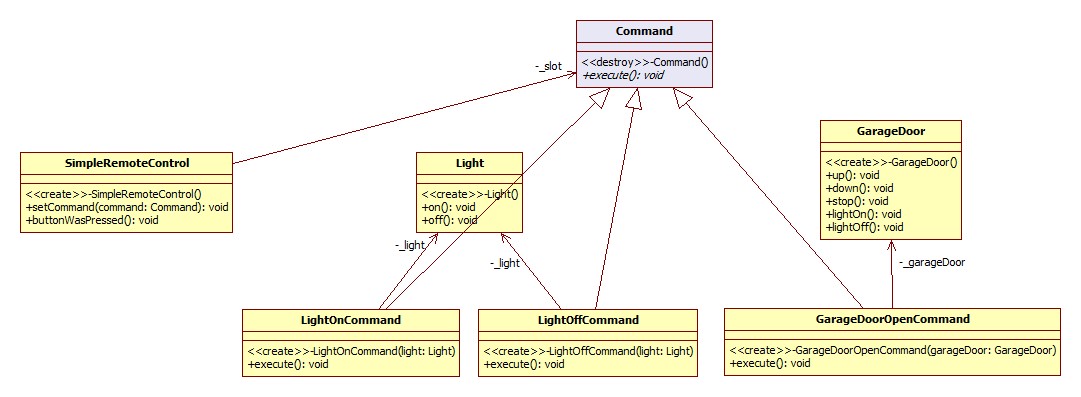 Command
<<destroy>>-Command()
+execute(): void
-_slot
SimpleRemoteControl
<<create>>-SimpleRemoteControl()
+setCommand(command: Command): void
+buttonWasPressed(): void
Light
<<create>>-Light()
+on(): void
+off(): void
GarageDoor
<<create>>-GarageDoor()
+up(): void
+down(): void
+stop(): void
+lightOn(): void
+lightOff(): void
-_light
-_light
-_garageDoor
LightOnCommand
<<create>>-LightOnCommand(light: Light)
+execute(): void
LightOffCommand
<<create>>-LightOffCommand(light: Light)
+execute(): void
GarageDoorOpenCommand
<<create>>-GarageDoorOpenCommand(garageDoor: GarageDoor)
+execute(): void